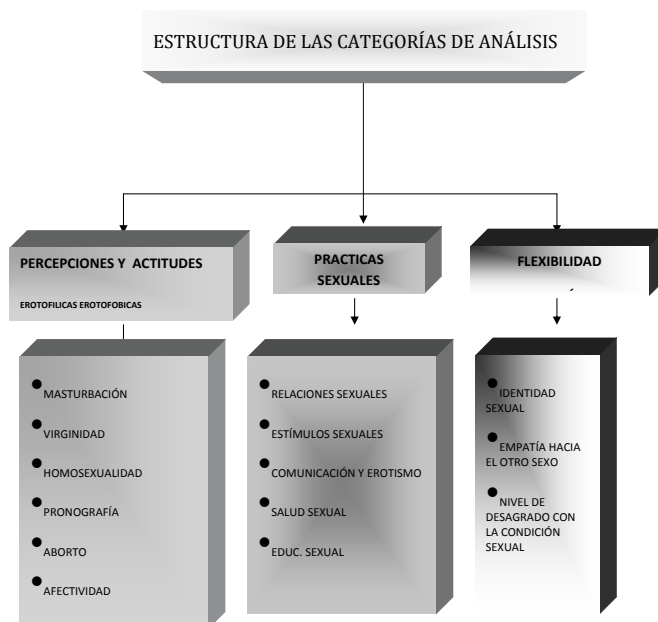 ESTRUCTURA DE LAS CATEGORÍAS DE ANÁLISIS
PERCEPCIONES Y ACTITUDES
EROTOFILICAS EROTOFOBICAS
PRACTICAS
SEXUALES
FLEXIBILIDAD
● MASTURBACIÓN
● VIRGINIDAD
● HOMOSEXUALIDAD
● PRONOGRAFÍA
● ABORTO
● AFECTIVIDAD
● RELACIONES SEXUALES
● ESTÍMULOS SEXUALES
● COMUNICACIÓN Y EROTISMO
● SALUD SEXUAL
● EDUC. SEXUAL
● IDENTIDAD
SEXUAL
● EMPATÍA HACIA
EL OTRO SEXO
● NIVEL DE
DESAGRADO CON
LA CONDICIÓN
SEXUAL